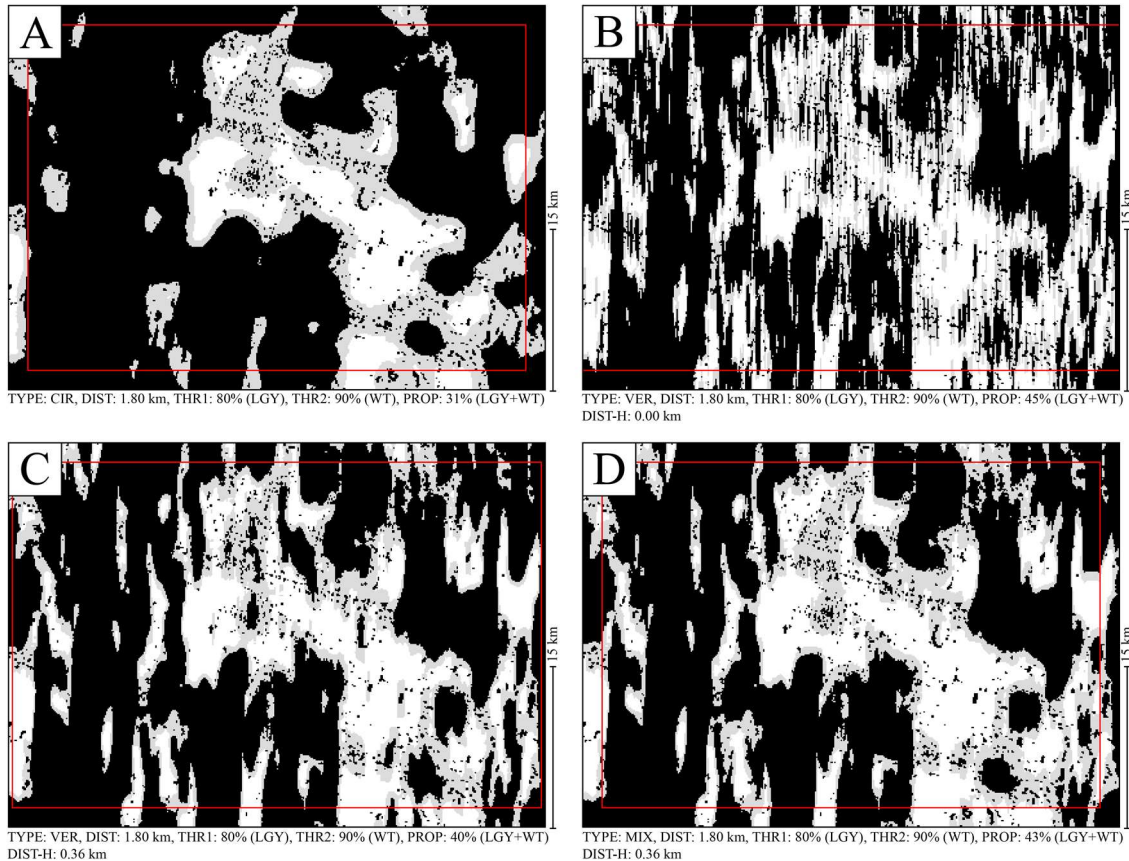 A
B
15 km
15 km
TYPE: CIR, DIST: 1.80 km, THR1: 80% (LGY), THR2: 90% (WT), PROP: 31% (LGY+WT)
TYPE: VER, DIST: 1.80 km, THR1: 80% (LGY), THR2: 90% (WT), PROP: 45% (LGY+WT)
DIST-H: 0.00 km
C
D
15 km
15 km
TYPE: VER, DIST: 1.80 km, THR1: 80% (LGY), THR2: 90% (WT), PROP: 40% (LGY+WT)
DIST-H: 0.36 km
TYPE: MIX, DIST: 1.80 km, THR1: 80% (LGY), THR2: 90% (WT), PROP: 43% (LGY+WT)
DIST-H: 0.36 km